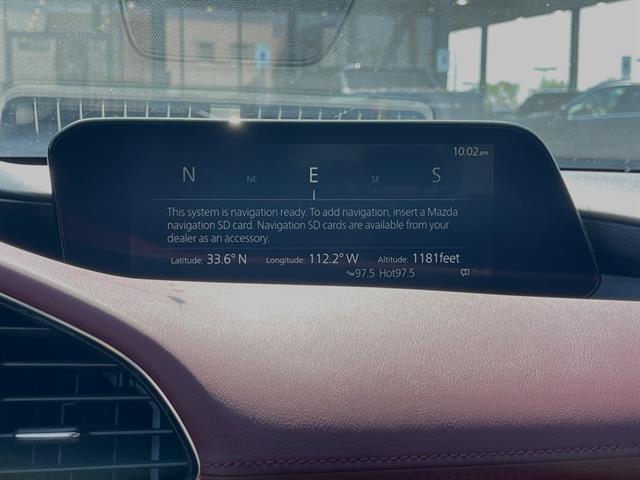 10:02 am
N NE E SE S
This system is navigation ready. To add navigation, insert a Mazda
navigation SD card. Navigation SD cards are available from your
dealer as an accessory.
Latitude: 33.6° N Longitude: 112.2° W Altitude: 1181feet
97.5 Hot97.5